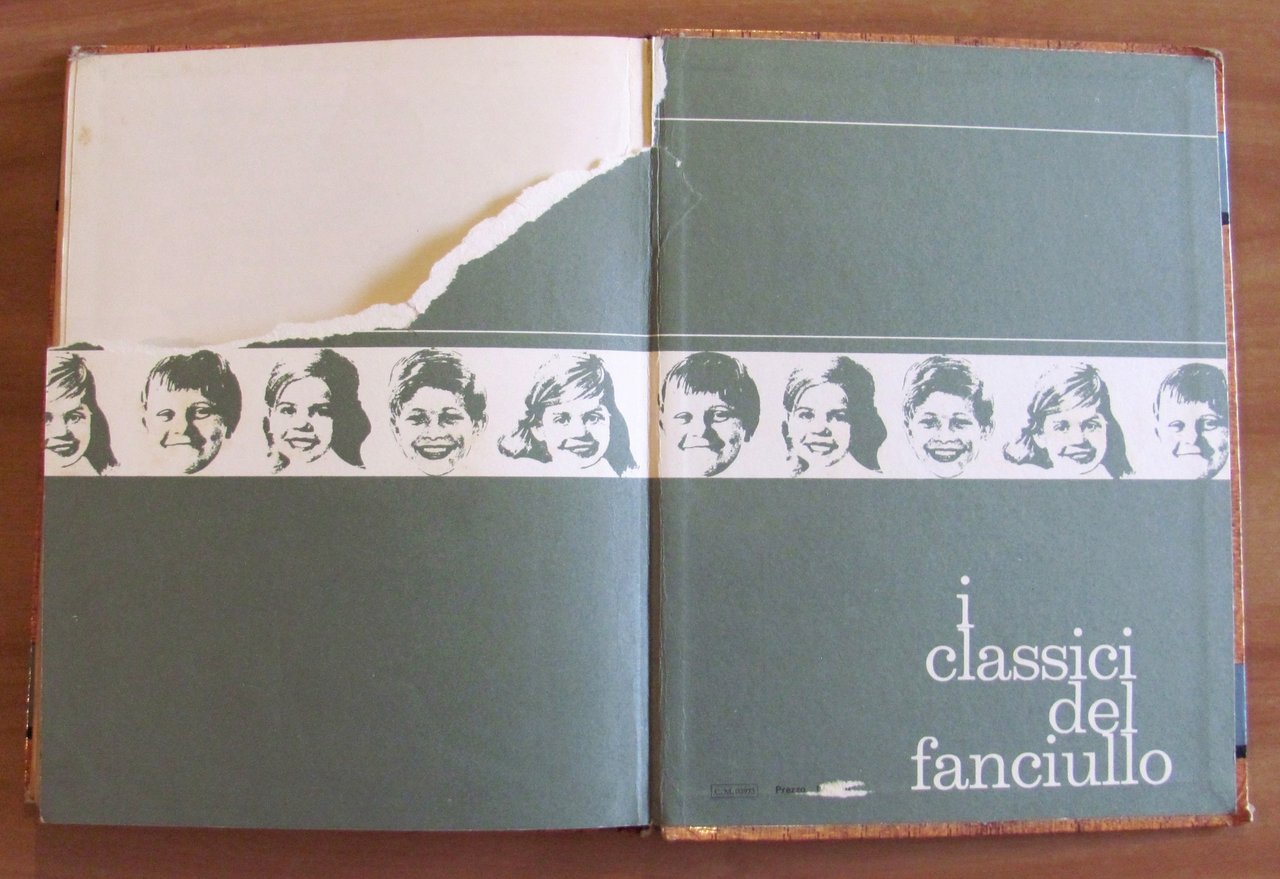 i
classici
del
fanciullo
Prezzo